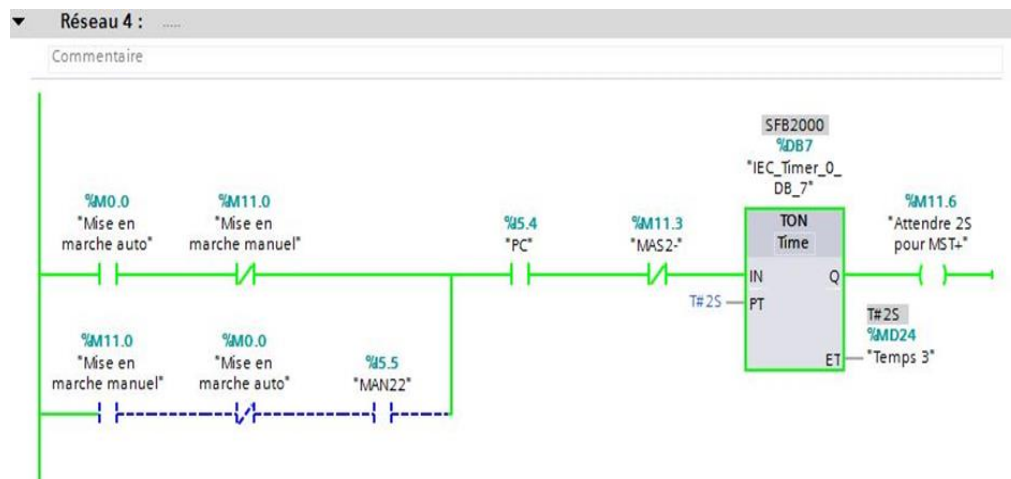 Réseau 4 : .....
Commentaire
SFB2000
%DB7
"IEC_Timer_0_
DB_7"
%M0.0
"Mise en
marche auto"
%M11.0
"Mise en
marche manuel"
%I5.4
"PC"
%M11.3
"MAS2-"
TON
Time
%M11.6
"Attendre 2S
pour MST+"
IN
Q
T#2S
PT
T#2S
%MD24
ET
"Temps 3"
%M11.0
"Mise en
marche manuel"
%M0.0
"Mise en
marche auto"
%I5.5
"MAN22"